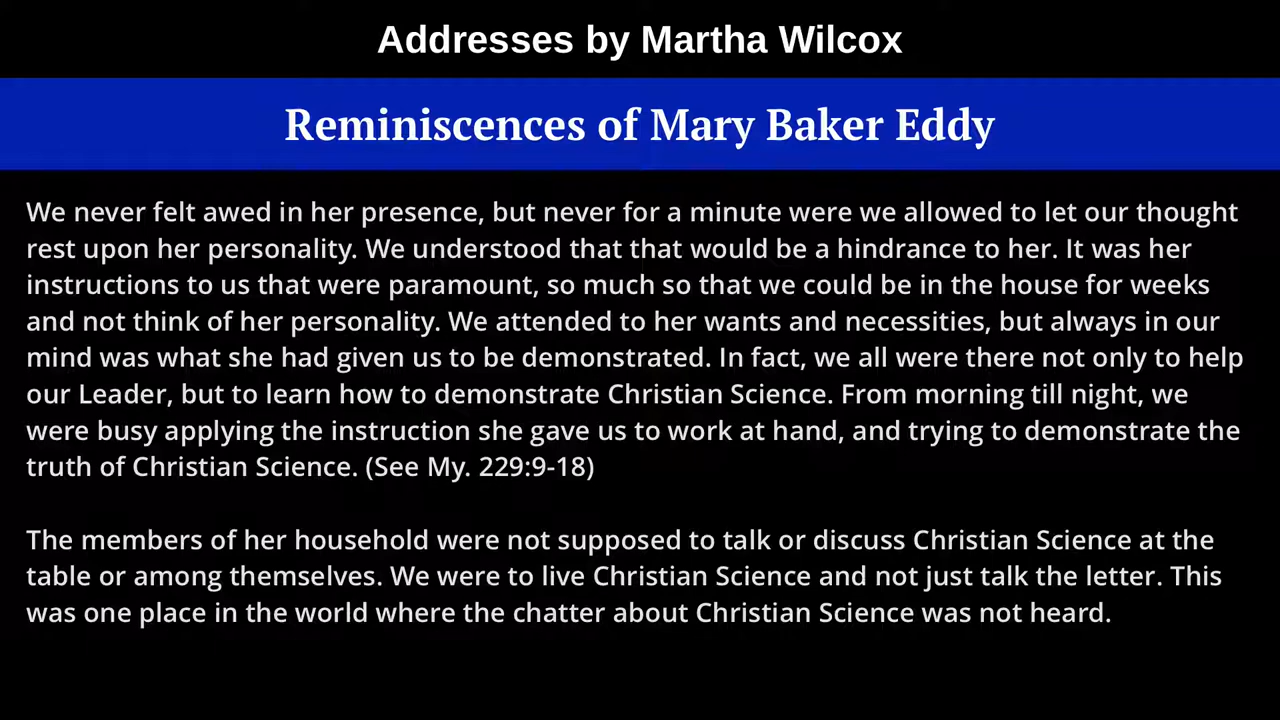 Addresses by Martha Wilcox
Reminiscences of Mary Baker Eddy
We never felt awed in her presence, but never for a minute were we allowed to let our thought
rest upon her personality. We understood that that would be a hindrance to her. It was her
instructions to us that were paramount, so much so that we could be in the house for weeks
and not think of her personality. We attended to her wants and necessities, but always in our
mind was what she had given us to be demonstrated. In fact, we all were there not only to help
our Leader, but to learn how to demonstrate Christian Science. From morning till night, we
were busy applying the instruction she gave us to work at hand, and trying to demonstrate the
truth of Christian Science. (See My. 229:9-18)
The members of her household were not supposed to talk or discuss Christian Science at the
table or among themselves. We were to live Christian Science and not just talk the letter. This
was one place in the world where the chatter about Christian Science was not heard.